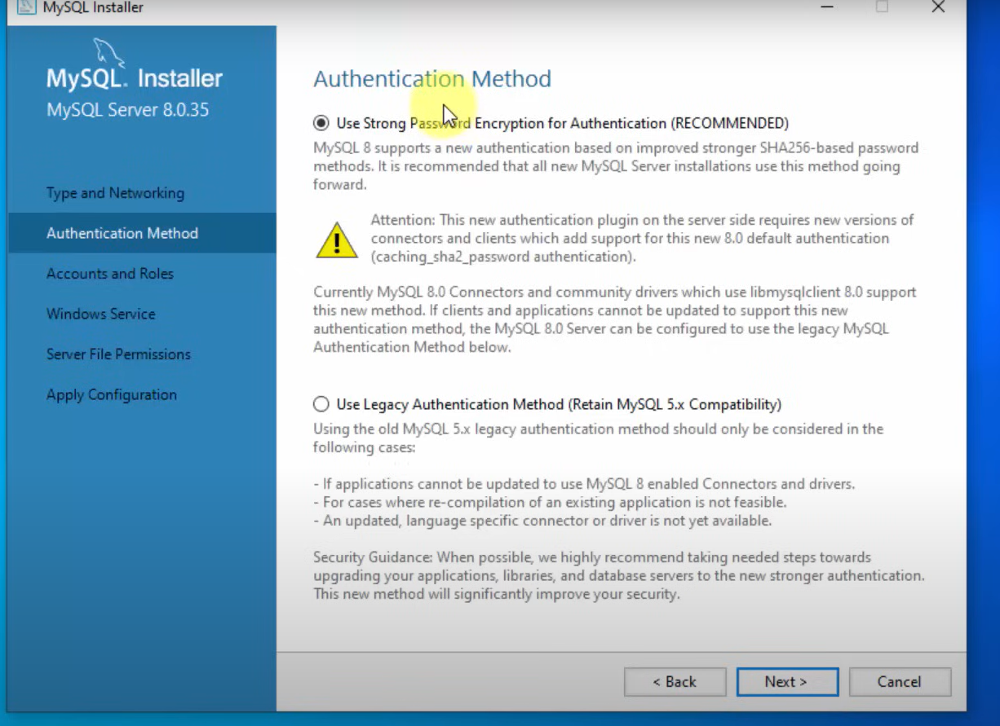 MySQL Installer
MySQL. Installer
MySQL Server 8.0.35
Type and Networking
Authentication Method
Accounts and Roles
Windows Service
Server File Permissions
Apply Configuration
Authentication Method
Use Strong Password Encryption for Authentication (RECOMMENDED)
MySQL 8 supports a new authentication based on improved stronger SHA256-based password
methods. It is recommended that all new MySQL Server installations use this method going
forward.
Attention: This new authentication plugin on the server side requires new versions of
connectors and clients which add support for this new 8.0 default authentication
(caching_sha2_password authentication).
Currently MySQL 8.0 Connectors and community drivers which use libmysqlclient 8.0 support
this new method. If clients and applications cannot be updated to support this new
authentication method, the MySQL 8.0 Server can be configured to use the legacy MySQL
Authentication Method below.
Use Legacy Authentication Method (Retain MySQL 5.x Compatibility)
Using the old MySQL 5.x legacy authentication method should only be considered in the
following cases:
- If applications cannot be updated to use MySQL 8 enabled Connectors and drivers.
- For cases where re-compilation of an existing application is not feasible.
- An updated, language specific connector or driver is not yet available.
Security Guidance: When possible, we highly recommend taking needed steps towards
upgrading your applications, libraries, and database servers to the new stronger authentication.
This new method will significantly improve your security.
< Back
Next >
Cancel